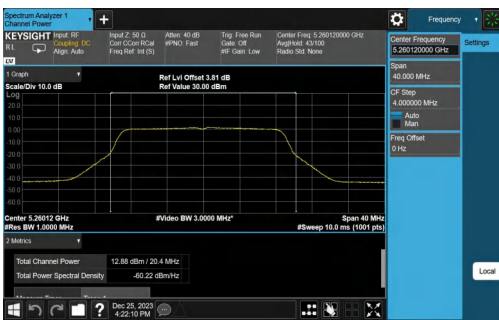 Spectrum Analyzer 1
Channel Power
+
KEYSIGHT
RL
Input: RF
Coupling: DC
Align: Auto
Input Z: 50 Ω
Corr CCorr RCal
Freq Ref: Int (S)
Atten: 40 dB
#PNO: Fast
Trig: Free Run
Gate: Off
#IF Gain: Low
Center Freq: 5.260120000 GHz
Avg|Hold: 43/100
Radio Std: None
1 Graph
Scale/Div 10.0 dB
Ref Lvl Offset 3.81 dB
Ref Value 30.00 dBm
Log
20.0
10.0
0.00
-10.0
-20.0
-30.0
-40.0
-50.0
-60.0
Center 5.26012 GHz
#Res BW 1.0000 MHz
#Video BW 3.0000 MHz*
Span 40 MHz
#Sweep 10.0 ms (1001 pts)
2 Metrics
Total Channel Power 12.88 dBm / 20.4 MHz
Total Power Spectral Density -60.22 dBm/Hz
?
Dec 25, 2023
4:22:10 PM
Frequency
Center Frequency
5.260120000 GHz
Settings
Span
40.000 MHz
CF Step
4.000000 MHz
Auto
Man
Freq Offset
0 Hz
Local